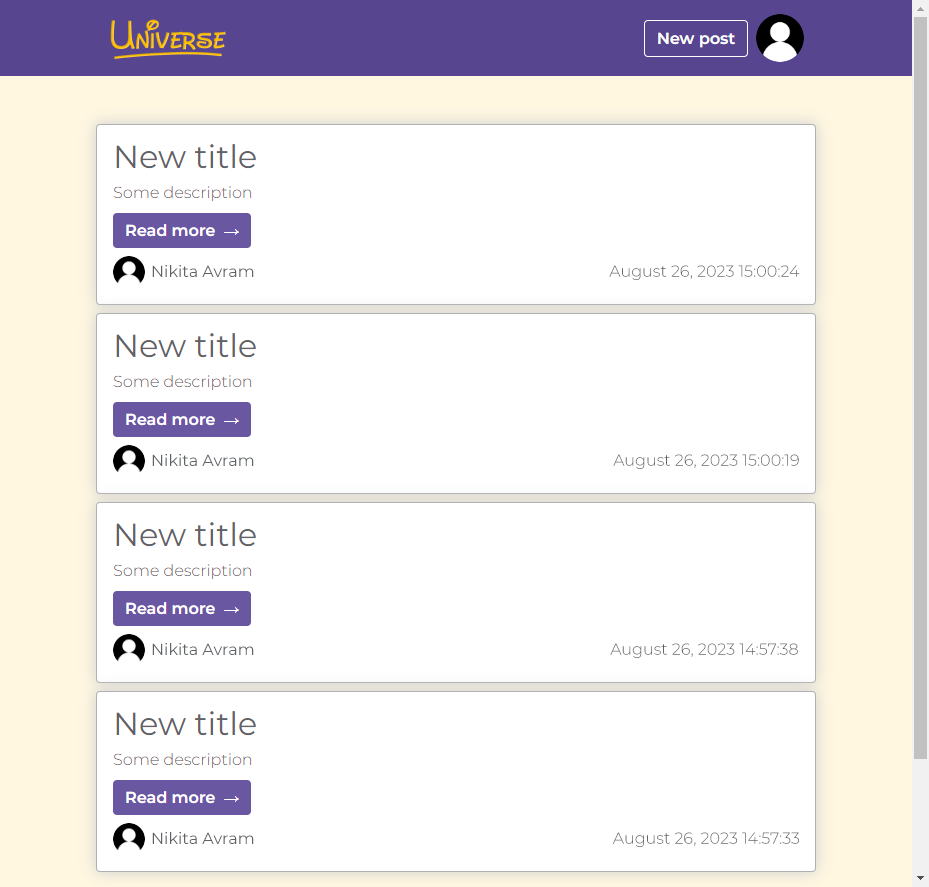 Universe
New post
New title
Some description
Read more →
Nikita Avram
August 26, 2023 15:00:24
New title
Some description
Read more →
Nikita Avram
August 26, 2023 15:00:19
New title
Some description
Read more →
Nikita Avram
August 26, 2023 14:57:38
New title
Some description
Read more →
Nikita Avram
August 26, 2023 14:57:33